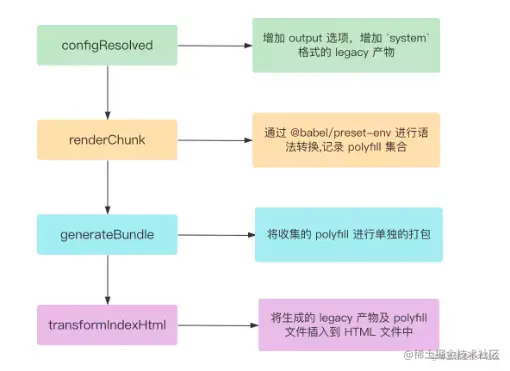 configResolved
增加 output 选项，增加 `system`
格式的 legacy 产物
renderChunk
通过 @babel/preset-env 进行语
法转换,记录 polyfill 集合
generateBundle
将收集的 polyfill 进行单独的打包
transformIndexHtml
将生成的 legacy 产物及 polyfill
文件插入到 HTML 文件中
@稀土掘金技术社区